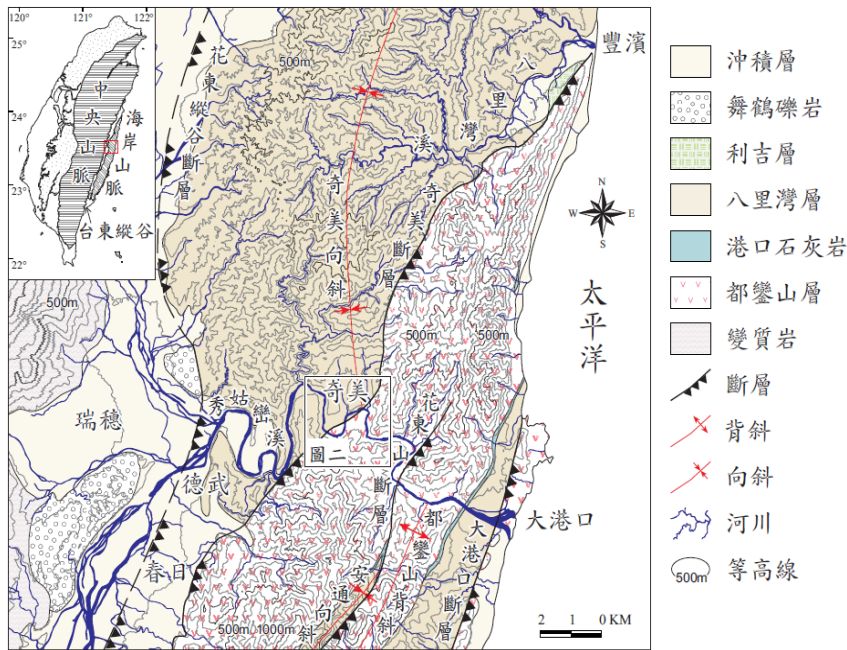 120°
121°
122°
25°
24°
23°
22°
中央山脈
海岸山脈
台東縱谷
500m
花東縱谷斷層
豐濱
八里灣溪
奇美向斜
奇美斷層
N
W
E
S
太平洋
500m
500m
500m
瑞穗
秀姑巒溪
奇美
圖二
花東山斷層
德武
春日
大港口
大港口斷層
都巒山背斜
安通向斜
500m
1000m
2 1 0 KM
沖積層
舞鶴礫岩
利吉層
八里灣層
港口石灰岩
都巒山層
變質岩
斷層
背斜
向斜
河川
500m
等高線